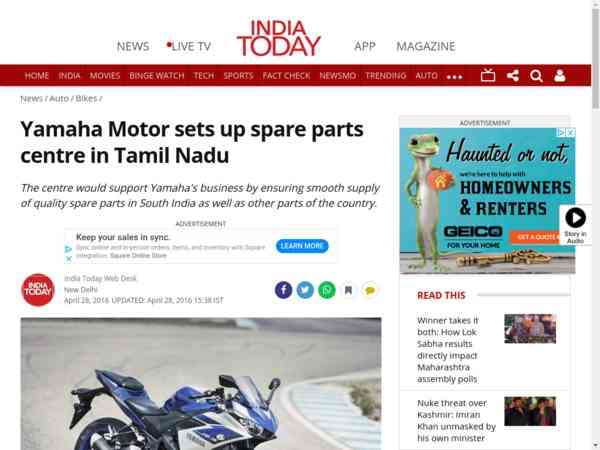 INDIA
TODAY
NEWS
LIVE TV
APP
MAGAZINE
HOME INDIA MOVIES BINGE WATCH TECH SPORTS FACT CHECK NEWSMO TRENDING AUTO
News / Auto / Bikes /
Yamaha Motor sets up spare parts
centre in Tamil Nadu
The centre would support Yamaha's business by ensuring smooth supply
of quality spare parts in South India as well as other parts of the country.
ADVERTISEMENT
Keep your sales in sync.
Sync online and in-person orders, items, and inventory with Square
integration. Square Online Store
LEARN MORE
INDIA
TODAY
India Today Web Desk
New Delhi
April 28, 2016 UPDATED: April 28, 2016 15:38 IST
YAMAHA
ADVERTISEMENT
Haunted or not,
we're here to help with
HOMEOWNERS
& RENTERS
GEICO
FOR YOUR HOME
GET A QUOTE
Story in
Audio
READ THIS
Winner takes it
both: How Lok
Sabha results
directly impact
Maharashtra
assembly polls
Nuke threat over
Kashmir: Imran
Khan unmasked by
his own minister